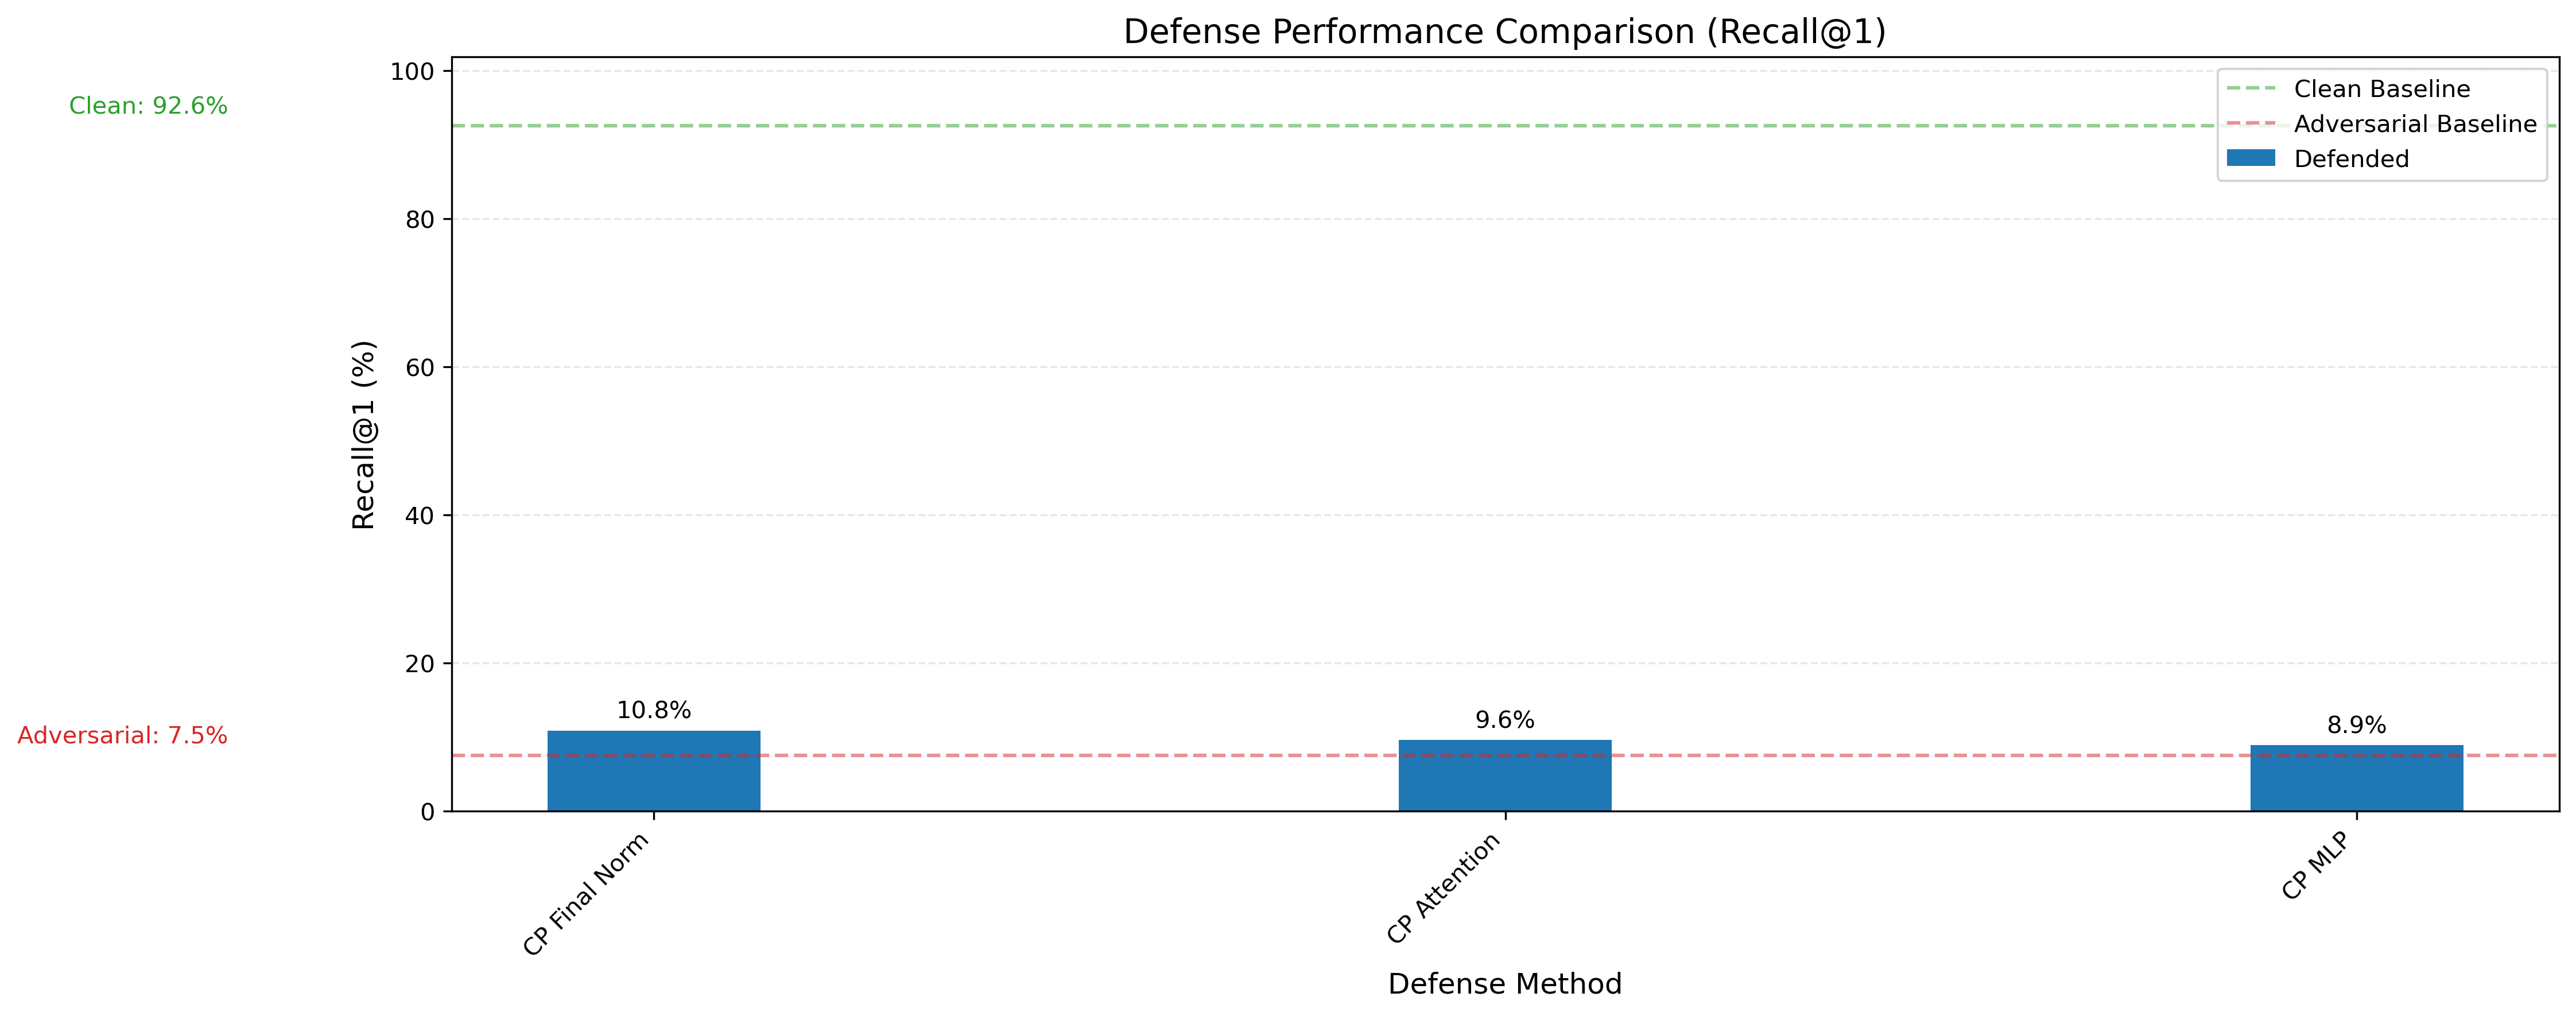 Defense Performance Comparison (Recall@1)
Clean: 92.6%
Adversarial: 7.5%
Recall@1 (%)
100
80
60
40
20
0
Clean Baseline
Adversarial Baseline
Defended
10.8%
9.6%
8.9%
CP Final Norm
CP Attention
CP MLP
Defense Method